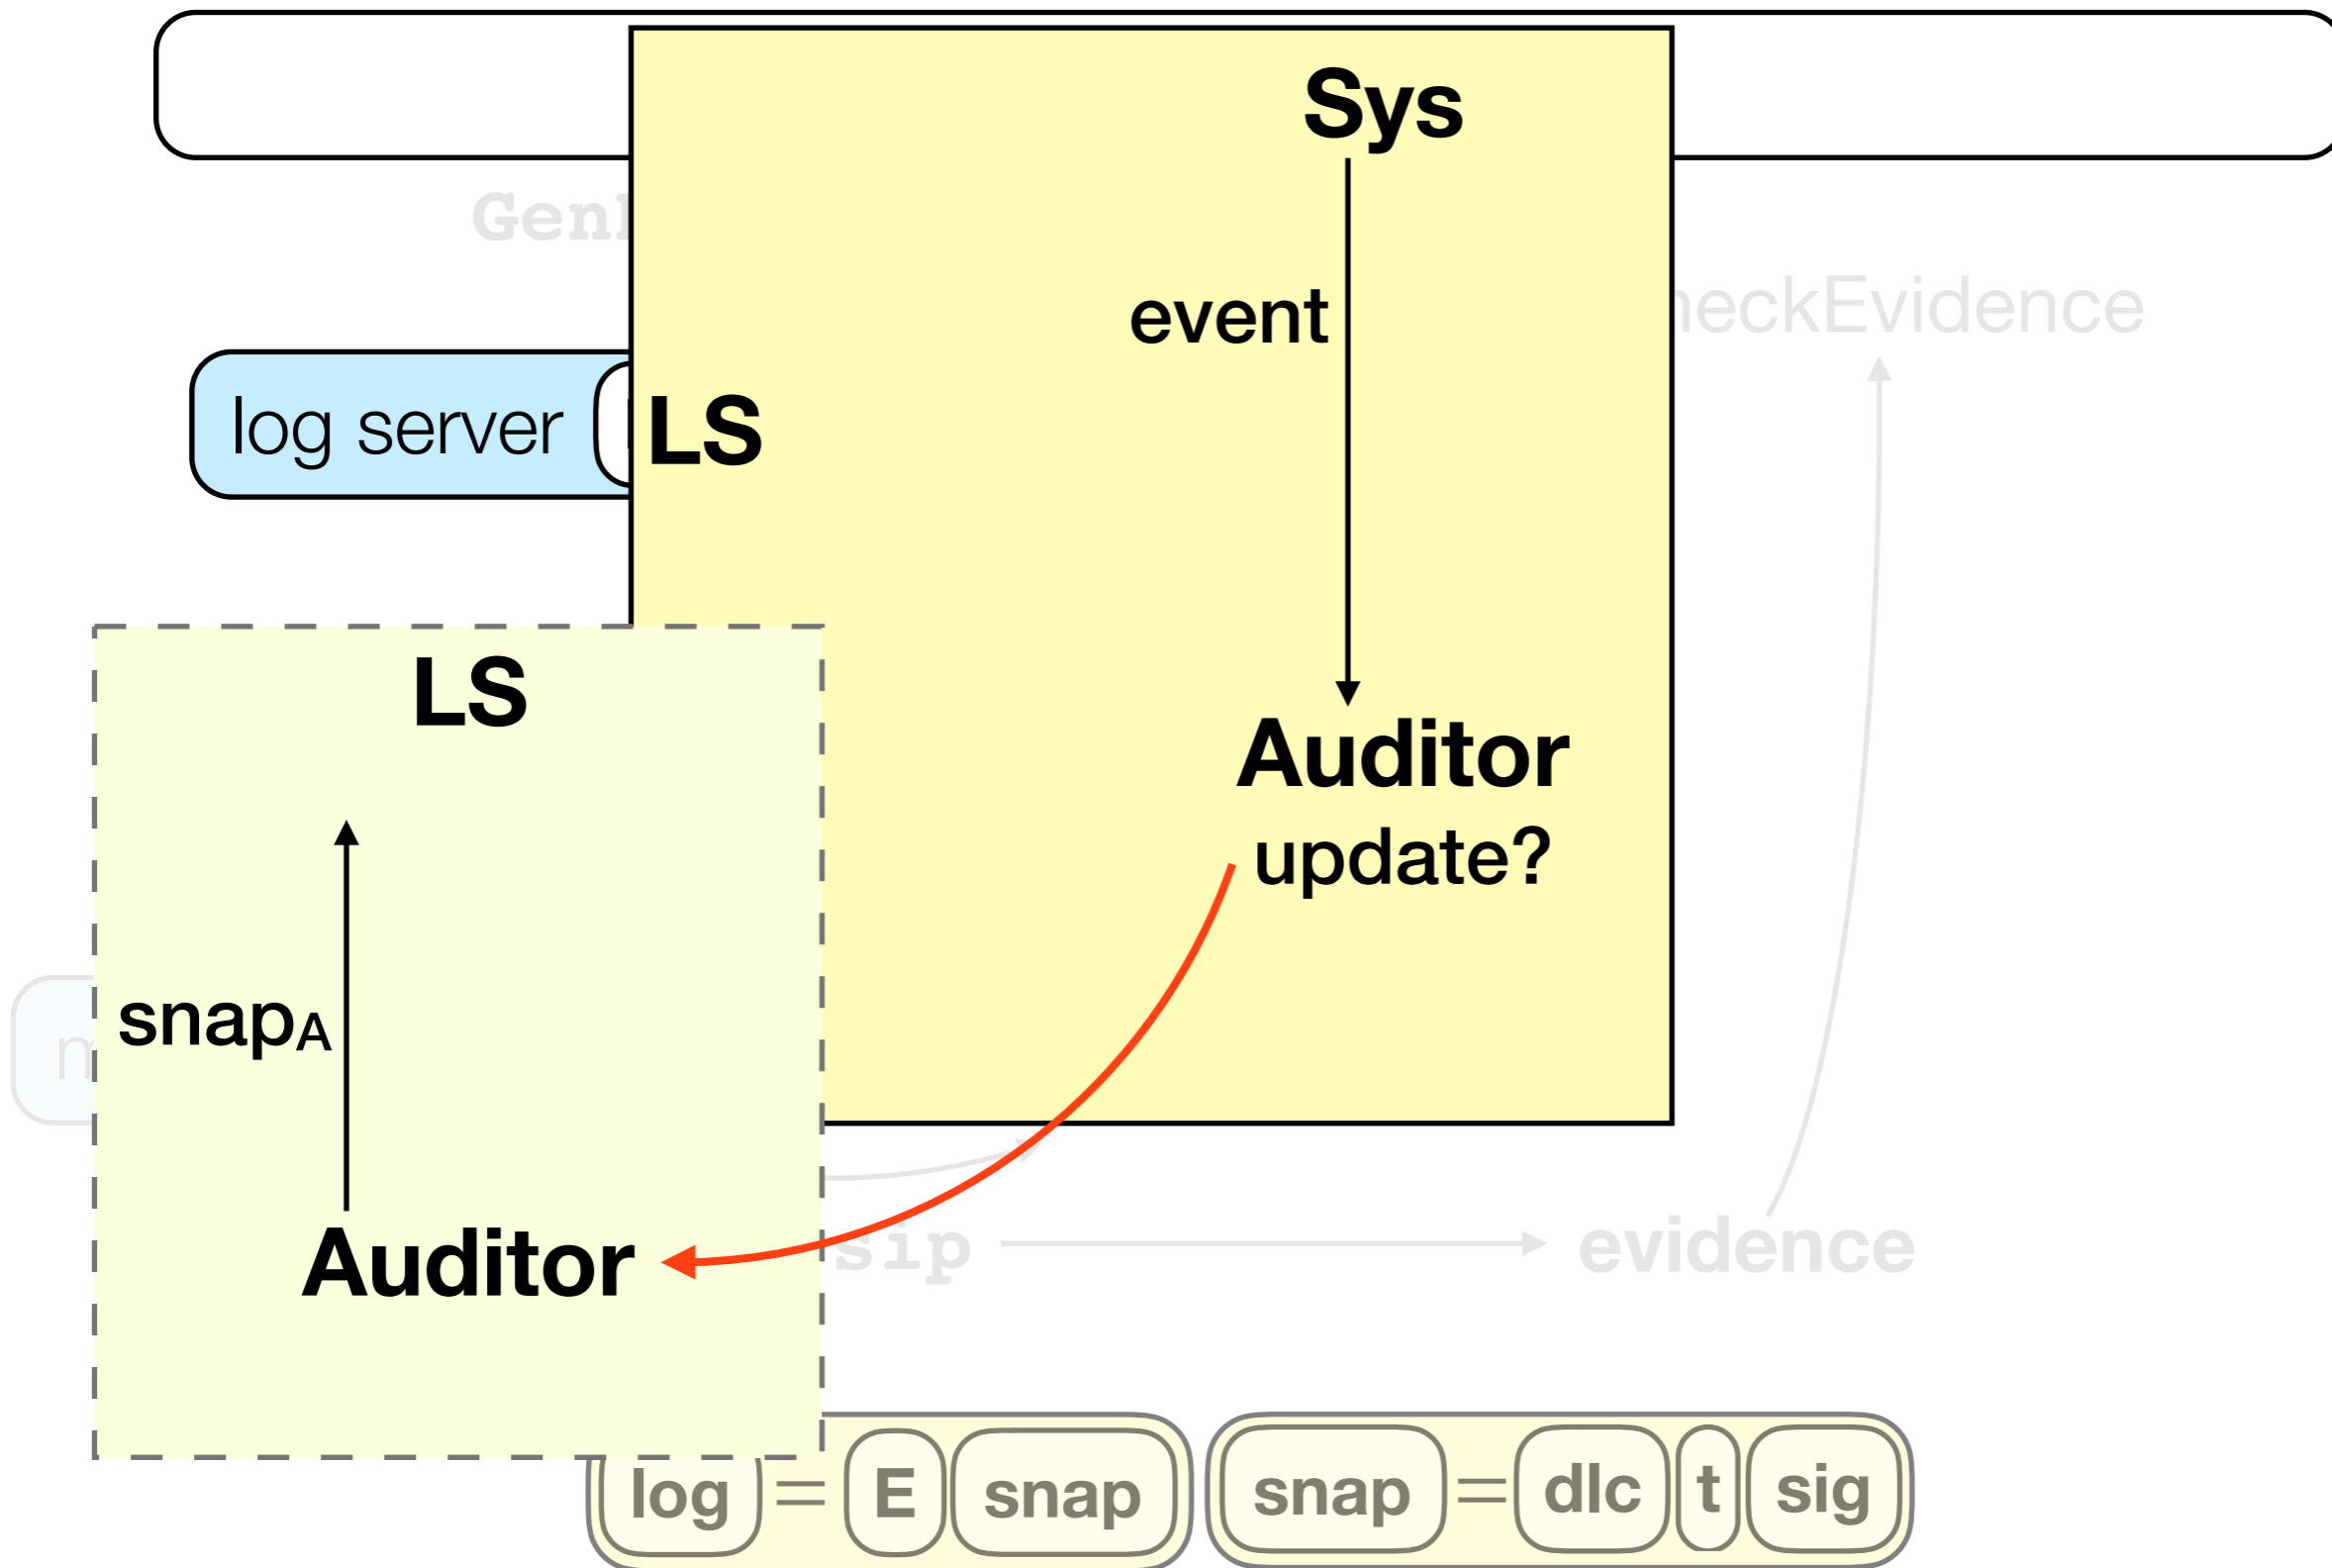 Sys
event
log server
LS
LS
Auditor
update?
snapA
Auditor
evidence
log = E snap
snap = dlc t sig